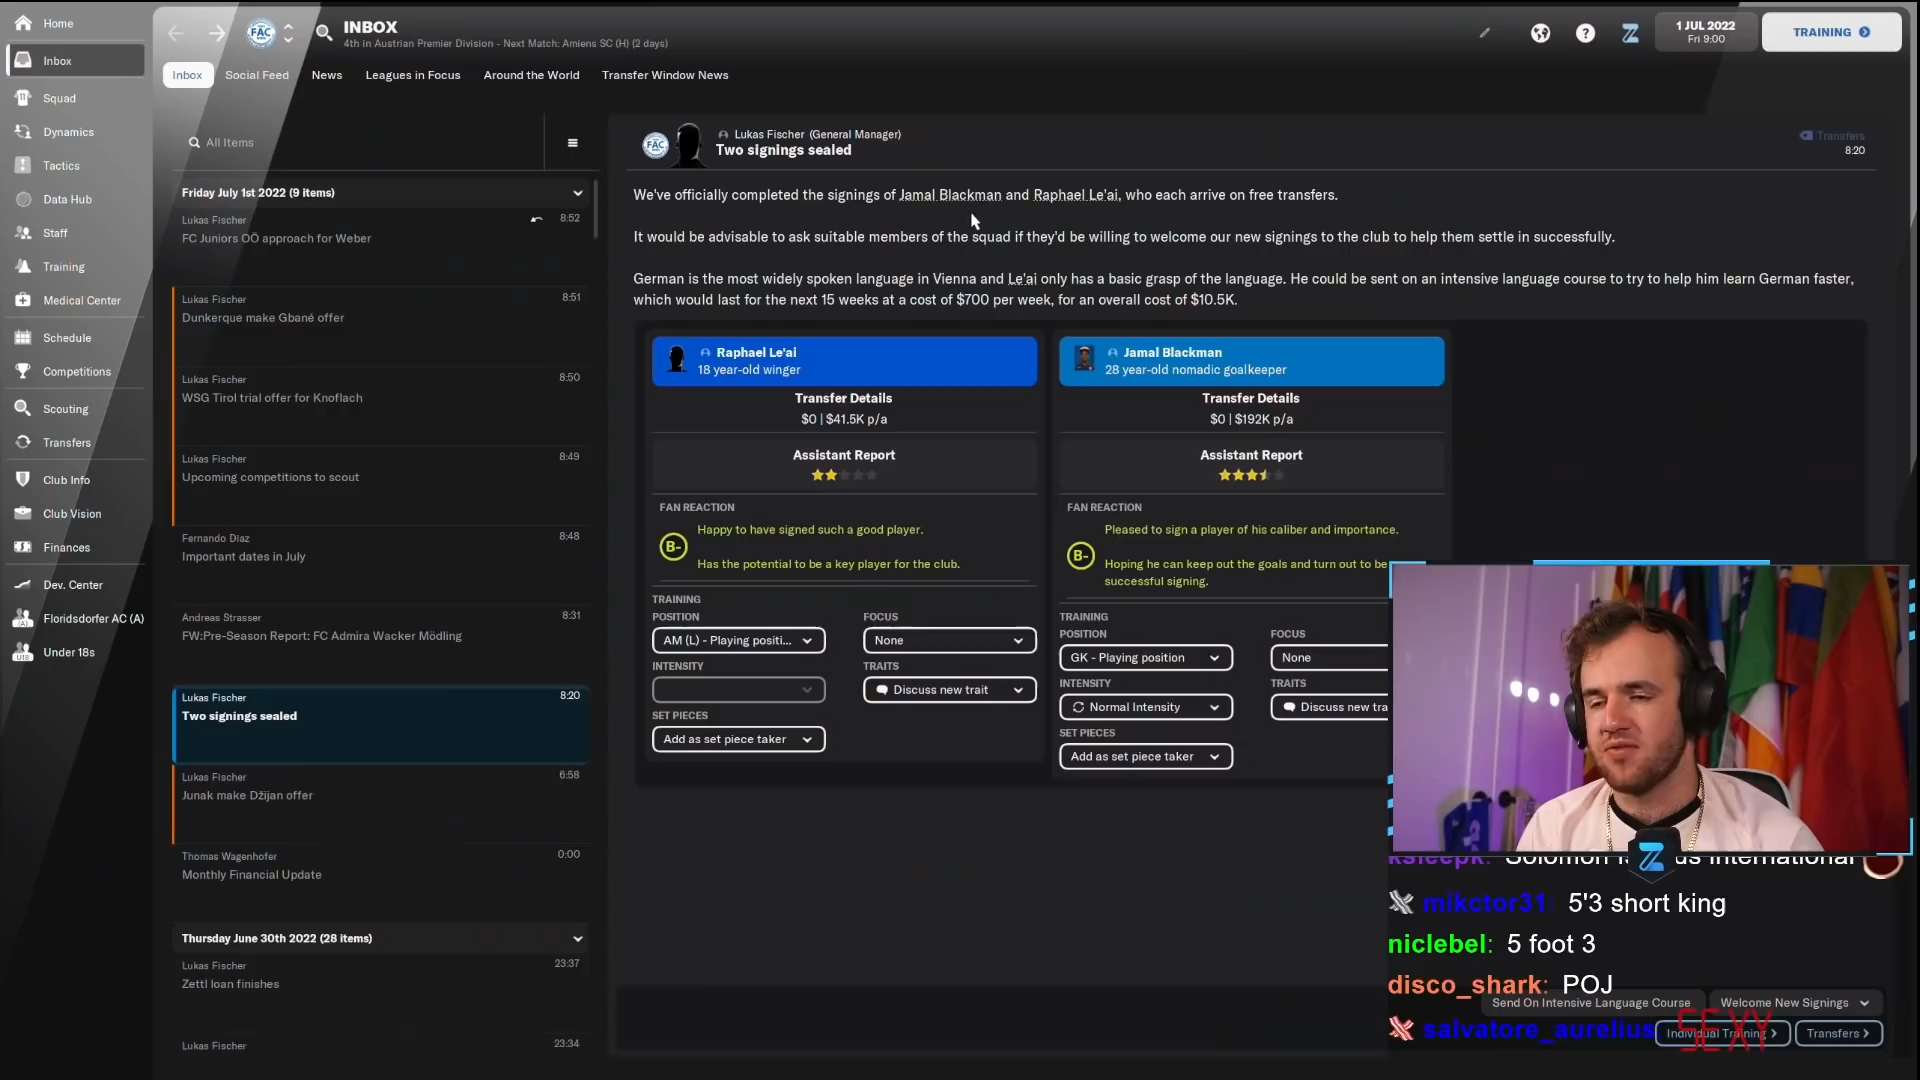 Home
Inbox
Squad
Dynamics
Tactics
Data Hub
Staff
Training
Medical Center
Schedule
Competitions
Scouting
Transfers
Club Info
Club Vision
Finances
Dev. Center
Floridsdorfer AC (A)
Under 18s
FAC
INBOX
4th in Austrian Premier Division - Next Match: Amiens SC (H) (2 days)
1 JUL 2022
Fri 9:00
TRAINING
Inbox
Social Feed
News
Leagues in Focus
Around the World
Transfer Window News
All Items
Friday July 1st 2022 (9 items)
Lukas Fischer 8:52
FC Juniors OÖ approach for Weber
Lukas Fischer 8:51
Dunkerque make Gbané offer
Lukas Fischer 8:50
WSG Tirol trial offer for Knoflach
Lukas Fischer 8:49
Upcoming competitions to scout
Fernando Diaz 8:48
Important dates in July
Andreas Strasser 8:31
FW:Pre-Season Report: FC Admira Wacker Mödling
Lukas Fischer 8:20
Two signings sealed
Lukas Fischer 6:58
Junak make Džijan offer
Thomas Wagenhofer 0:00
Monthly Financial Update
Thursday June 30th 2022 (28 items)
Lukas Fischer 23:37
Zettl loan finishes
Lukas Fischer 23:34
FAC
Lukas Fischer (General Manager)
Two signings sealed
Transfers
8:20
We've officially completed the signings of Jamal Blackman and Raphael Le'ai, who each arrive on free transfers.
It would be advisable to ask suitable members of the squad if they'd be willing to welcome our new signings to the club to help them settle in successfully.
German is the most widely spoken language in Vienna and Le'ai only has a basic grasp of the language. He could be sent on an intensive language course to try to help him learn German faster,
which would last for the next 15 weeks at a cost of $700 per week, for an overall cost of $10.5K.
Raphael Le'ai
18 year-old winger
Transfer Details
$0 | $41.5K p/a
Assistant Report
FAN REACTION
B-
Happy to have signed such a good player.
Has the potential to be a key player for the club.
TRAINING
POSITION FOCUS
AM (L) - Playing positi... None
INTENSITY TRAITS
Discuss new trait
SET PIECES
Add as set piece taker
Jamal Blackman
28 year-old nomadic goalkeeper
Transfer Details
$0 | $192K p/a
Assistant Report
FAN REACTION
B-
Pleased to sign a player of his caliber and importance.
Hoping he can keep out the goals and turn out to be
successful signing.
TRAINING
POSITION FOCUS
GK - Playing position None
INTENSITY TRAITS
Normal Intensity Discuss new tra
SET PIECES
Add as set piece taker
ksleepk: Solomon us international
mikctor31: 5'3 short king
niclebel: 5 foot 3
disco_shark: POJ
Send On Intensive Language Course Welcome New Signings
salvatore_aurelius SEXY
Individual Training Transfers